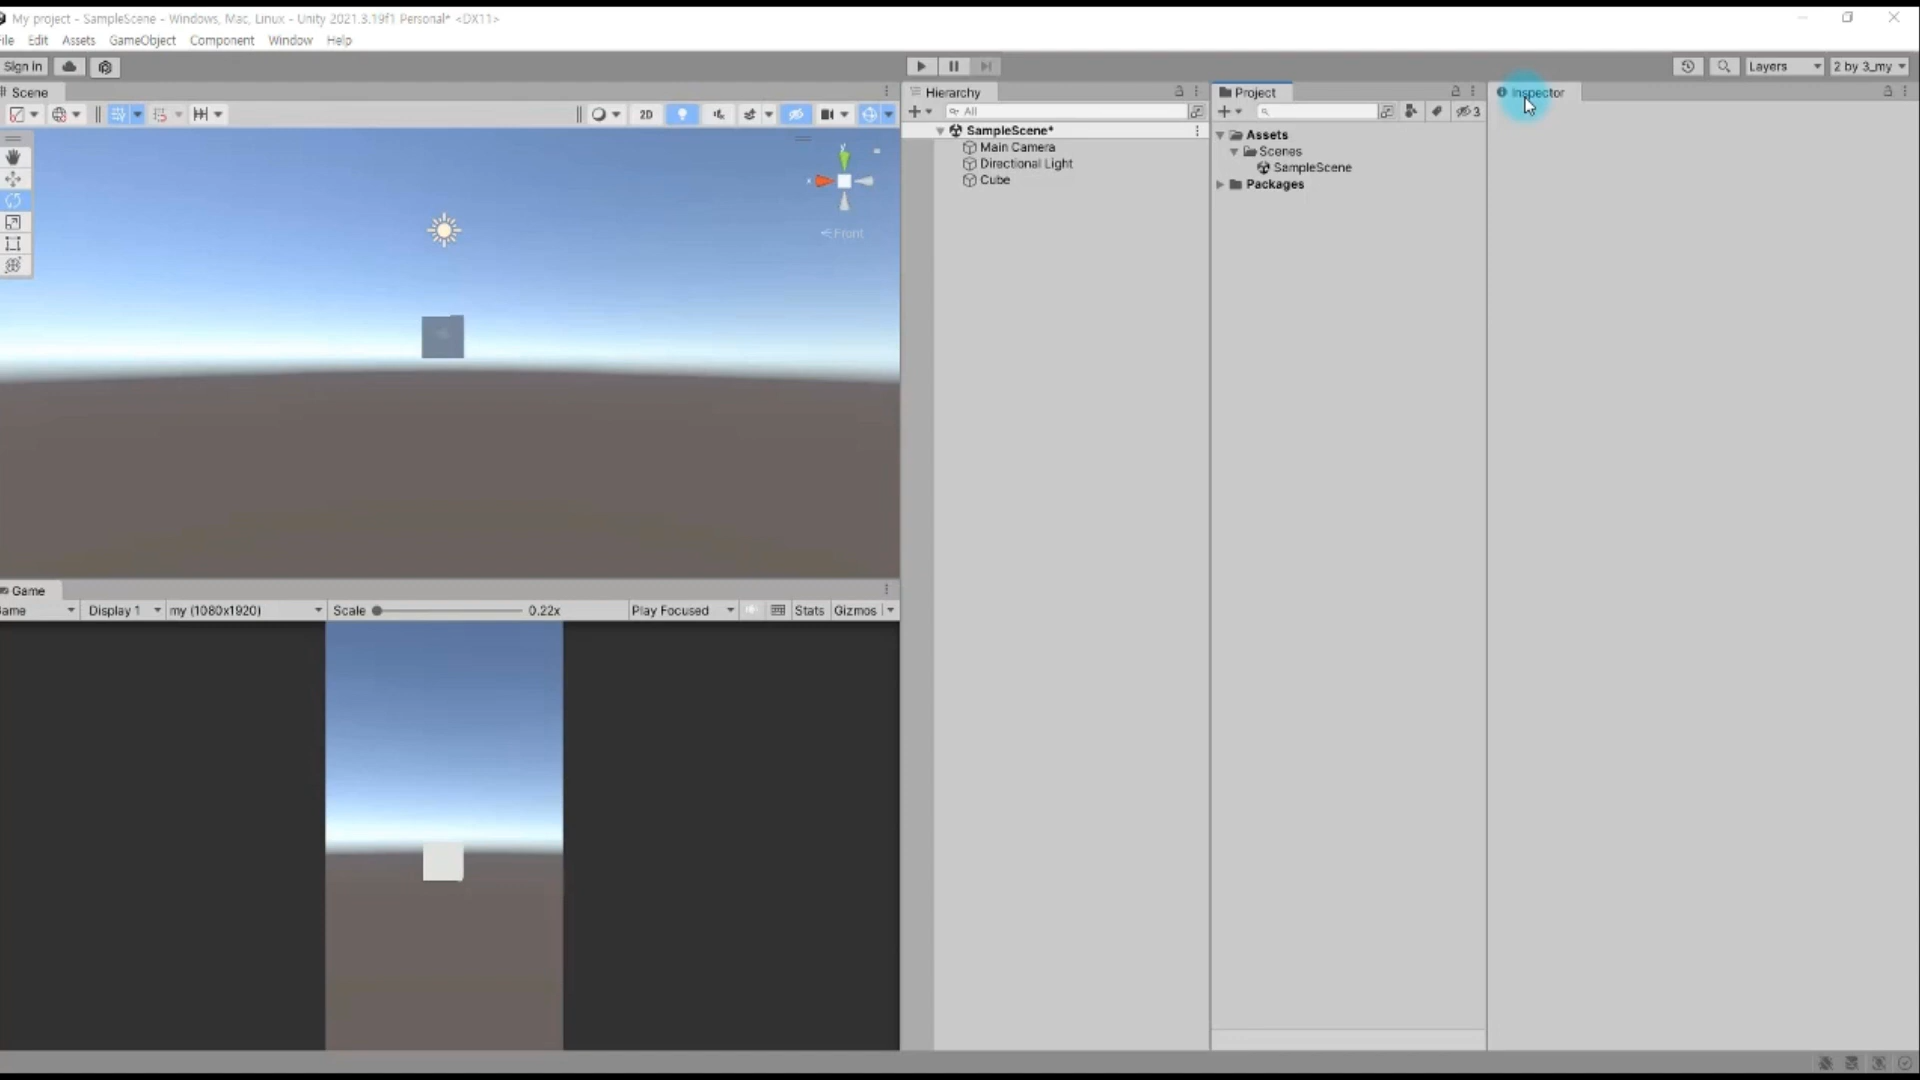 My project - SampleScene - Windows, Mac, Linux - Unity 2021.3.19f1 Personal* <DX11>
ile Edit Assets GameObject Component Window Help
Sign in
Layers 2 by 3_my
Scene
2D
y
x
Front
Hierarchy
All
SampleScene*
Main Camera
Directional Light
Cube
Project
3
Assets
Scenes
SampleScene
Packages
Inspector
Game
ame Display 1 my (1080x1920) Scale 0.22x Play Focused Stats Gizmos